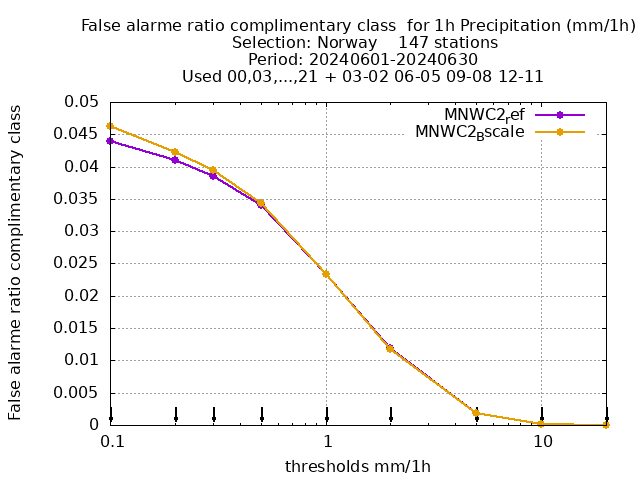 False alarme ratio complimentary class  for 1h Precipitation (mm/1h)
Selection: Norway    147 stations
Period: 20240601-20240630
Used 00,03,...,21 + 03-02 06-05 09-08 12-11
MNWC2ref
MNWC2Bscale
False alarme ratio complimentary class
0.05
0.045
0.04
0.035
0.03
0.025
0.02
0.015
0.01
0.005
0
0.1
1
10
thresholds mm/1h